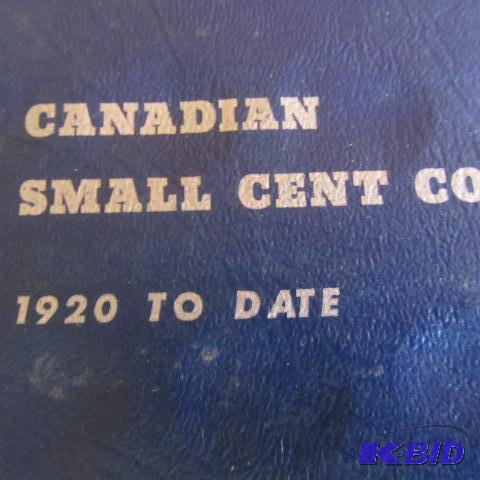 CANADIAN
SMALL CENT CO
1920 TO DATE
K-BID